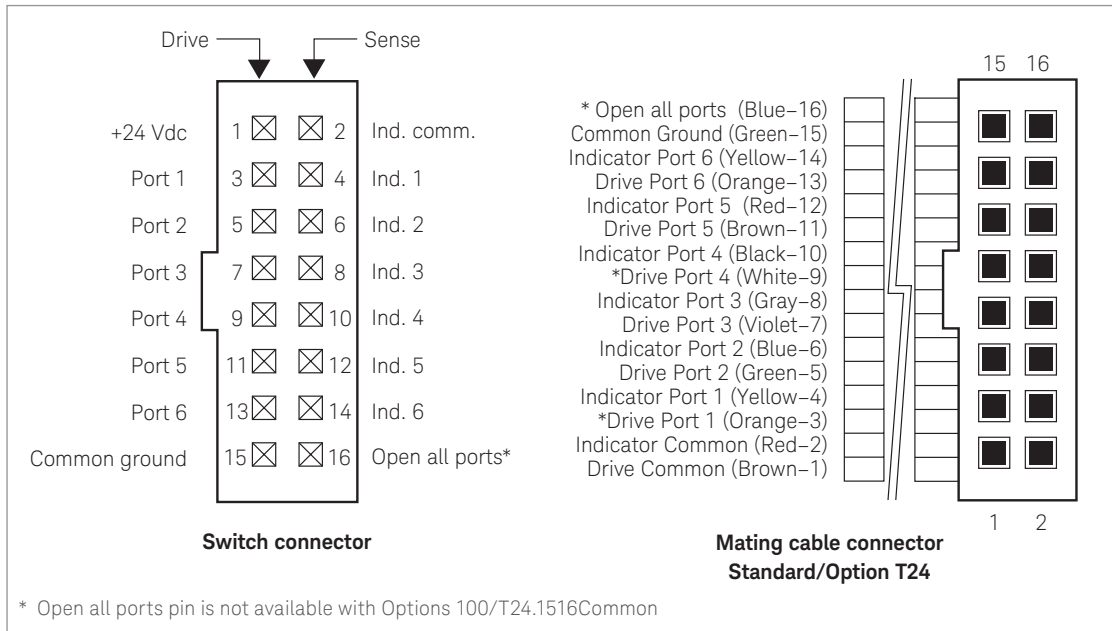 Drive Sense
+24 Vdc 1 2 Ind. comm.
Port 1 3 4 Ind. 1
Port 2 5 6 Ind. 2
Port 3 7 8 Ind. 3
Port 4 9 10 Ind. 4
Port 5 11 12 Ind. 5
Port 6 13 14 Ind. 6
Common ground 15 16 Open all ports*
Switch connector
15 16
* Open all ports (Blue–16)
Common Ground (Green–15)
Indicator Port 6 (Yellow–14)
Drive Port 6 (Orange–13)
Indicator Port 5 (Red–12)
Drive Port 5 (Brown–11)
Indicator Port 4 (Black–10)
*Drive Port 4 (White–9)
Indicator Port 3 (Gray–8)
Drive Port 3 (Violet–7)
Indicator Port 2 (Blue–6)
Drive Port 2 (Green–5)
Indicator Port 1 (Yellow–4)
*Drive Port 1 (Orange–3)
Indicator Common (Red–2)
Drive Common (Brown–1)
1 2
Mating cable connector
Standard/Option T24
* Open all ports pin is not available with Options 100/T24.1516Common